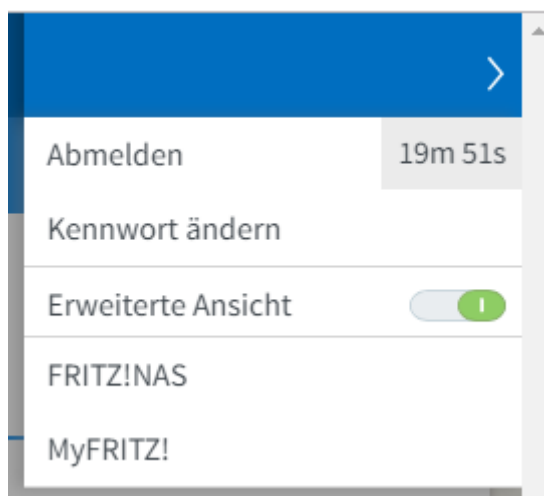 Abmelden 19m 51s
Kennwort ändern
Erweiterte Ansicht
FRITZ!NAS
MyFRITZ!